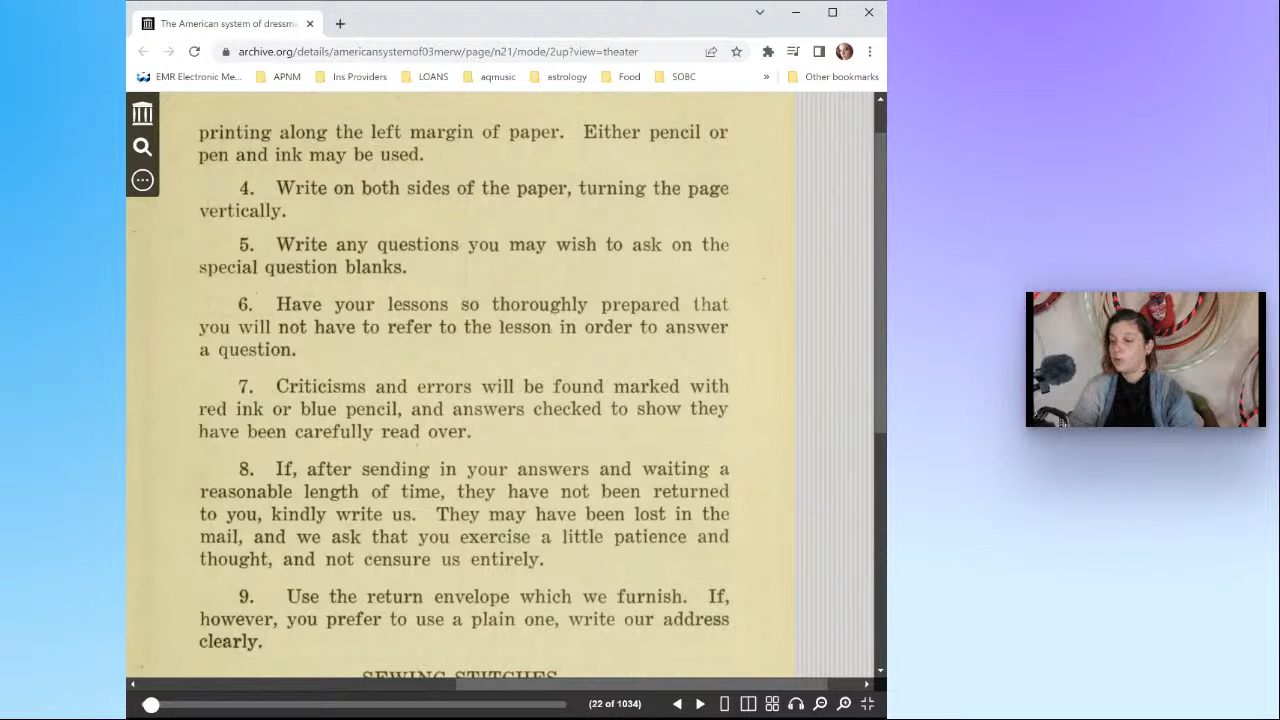 The American system of dressma
archive.org/details/americansystemof03merw/page/n21/mode/2up?view=theater
EMR Electronic Me... APNM Ins Providers LOANS aqmusic astrology Food SOBC » Other bookmarks
printing along the left margin of paper. Either pencil or
pen and ink may be used.
4. Write on both sides of the paper, turning the page
vertically.
5. Write any questions you may wish to ask on the
special question blanks.
6. Have your lessons so thoroughly prepared that
you will not have to refer to the lesson in order to answer
a question.
7. Criticisms and errors will be found marked with
red ink or blue pencil, and answers checked to show they
have been carefully read over.
8. If, after sending in your answers and waiting a
reasonable length of time, they have not been returned
to you, kindly write us. They may have been lost in the
mail, and we ask that you exercise a little patience and
thought, and not censure us entirely.
9. Use the return envelope which we furnish. If,
however, you prefer to use a plain one, write our address
clearly.
SEWING STITCHES
(22 of 1034)